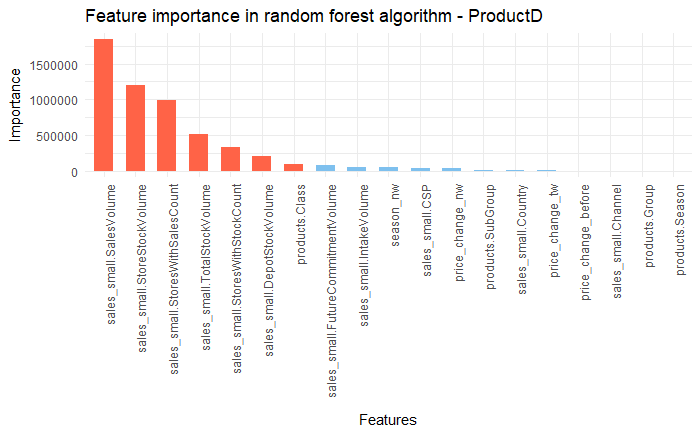 Feature importance in random forest algorithm - ProductD
Importance
1500000
1000000
500000
0
sales_small.SalesVolume
sales_small.StoreStockVolume
sales_small.StoresWithSalesCount
sales_small.TotalStockVolume
sales_small.StoresWithStockCount
sales_small.DepotStockVolume
products.Class
sales_small.FutureCommitmentVolume
sales_small.IntakeVolume
season_nw
sales_small.CSP
price_change_nw
products.SubGroup
sales_small.Country
price_change_tw
price_change_before
sales_small.Channel
products.Group
products.Season
Features